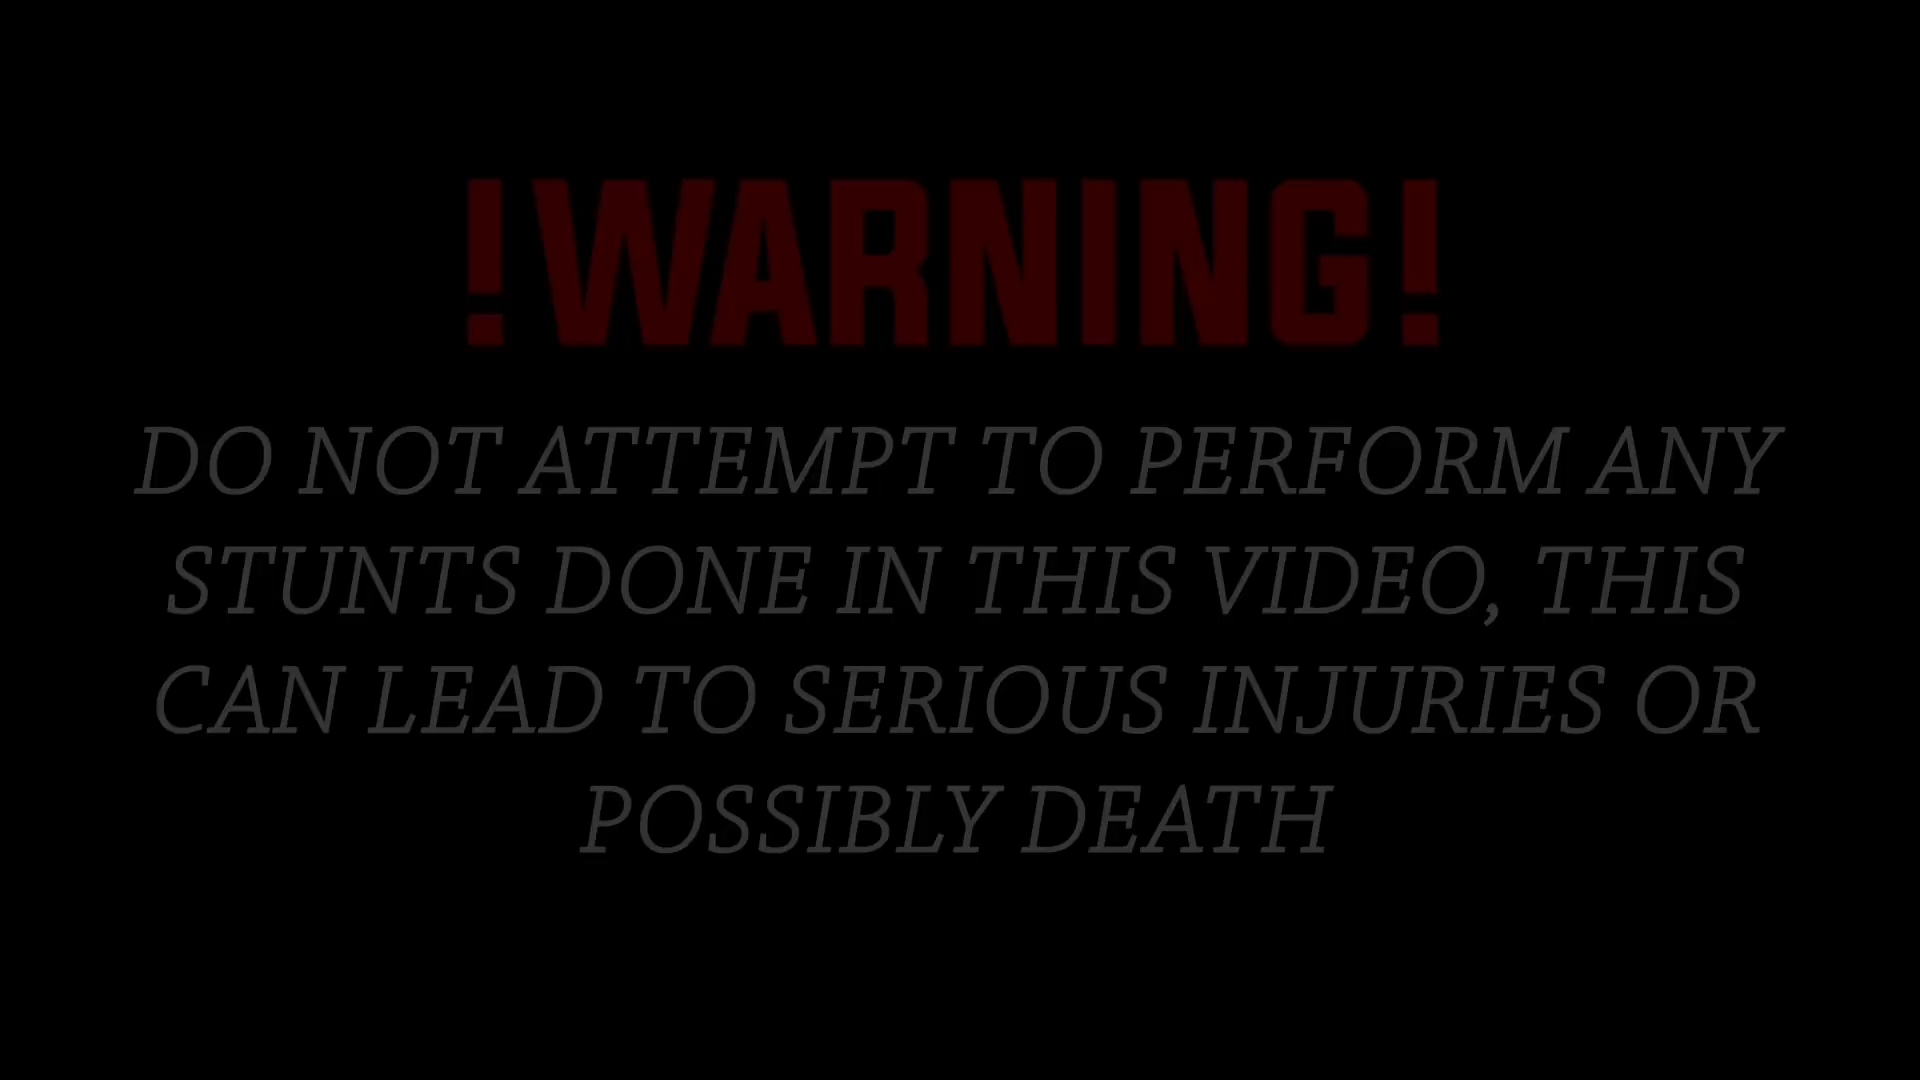 !WARNING!
DO NOT ATTEMPT TO PERFORM ANY
STUNTS DONE IN THIS VIDEO, THIS
CAN LEAD TO SERIOUS INJURIES OR
POSSIBLY DEATH